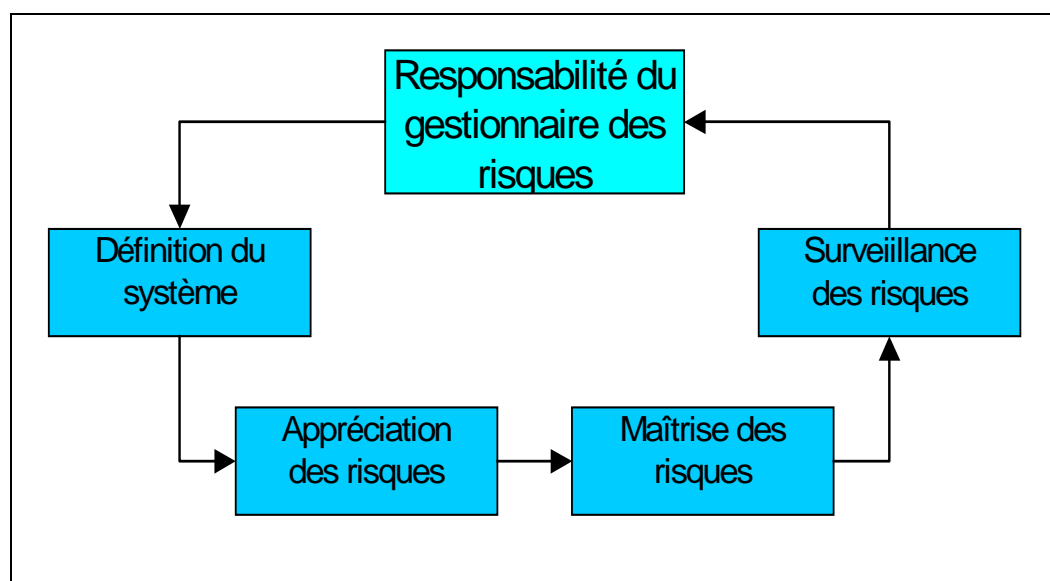 Responsabilité du
gestionnaire des
risques
Définition du
système
Surveiillance
des risques
Appréciation
des risques
Maîtrise des
risques